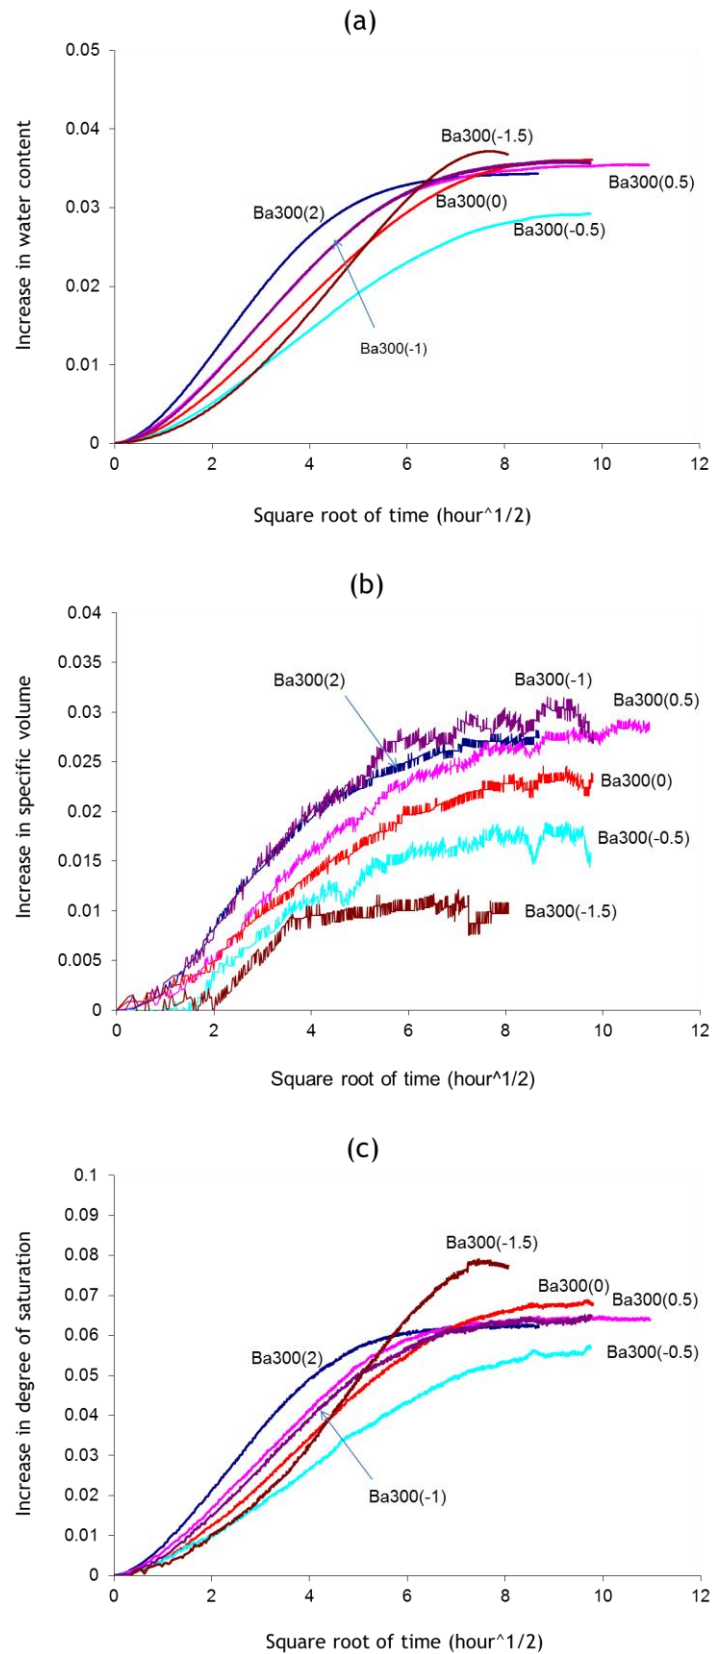 (a)
0.05
0.04
0.03
0.02
0.01
0
0 2 4 6 8 10 12
Increase in water content
Square root of time (hour^1/2)
Ba300(-1.5)
Ba300(0.5)
Ba300(2)
Ba300(0)
Ba300(-0.5)
Ba300(-1)
(b)
0.04
0.035
0.03
0.025
0.02
0.015
0.01
0.005
0
0 2 4 6 8 10 12
Increase in specific volume
Square root of time (hour^1/2)
Ba300(2)
Ba300(-1)
Ba300(0.5)
Ba300(0)
Ba300(-0.5)
Ba300(-1.5)
(c)
0.1
0.09
0.08
0.07
0.06
0.05
0.04
0.03
0.02
0.01
0
0 2 4 6 8 10 12
Increase in degree of saturation
Square root of time (hour^1/2)
Ba300(-1.5)
Ba300(0)
Ba300(0.5)
Ba300(2)
Ba300(-0.5)
Ba300(-1)